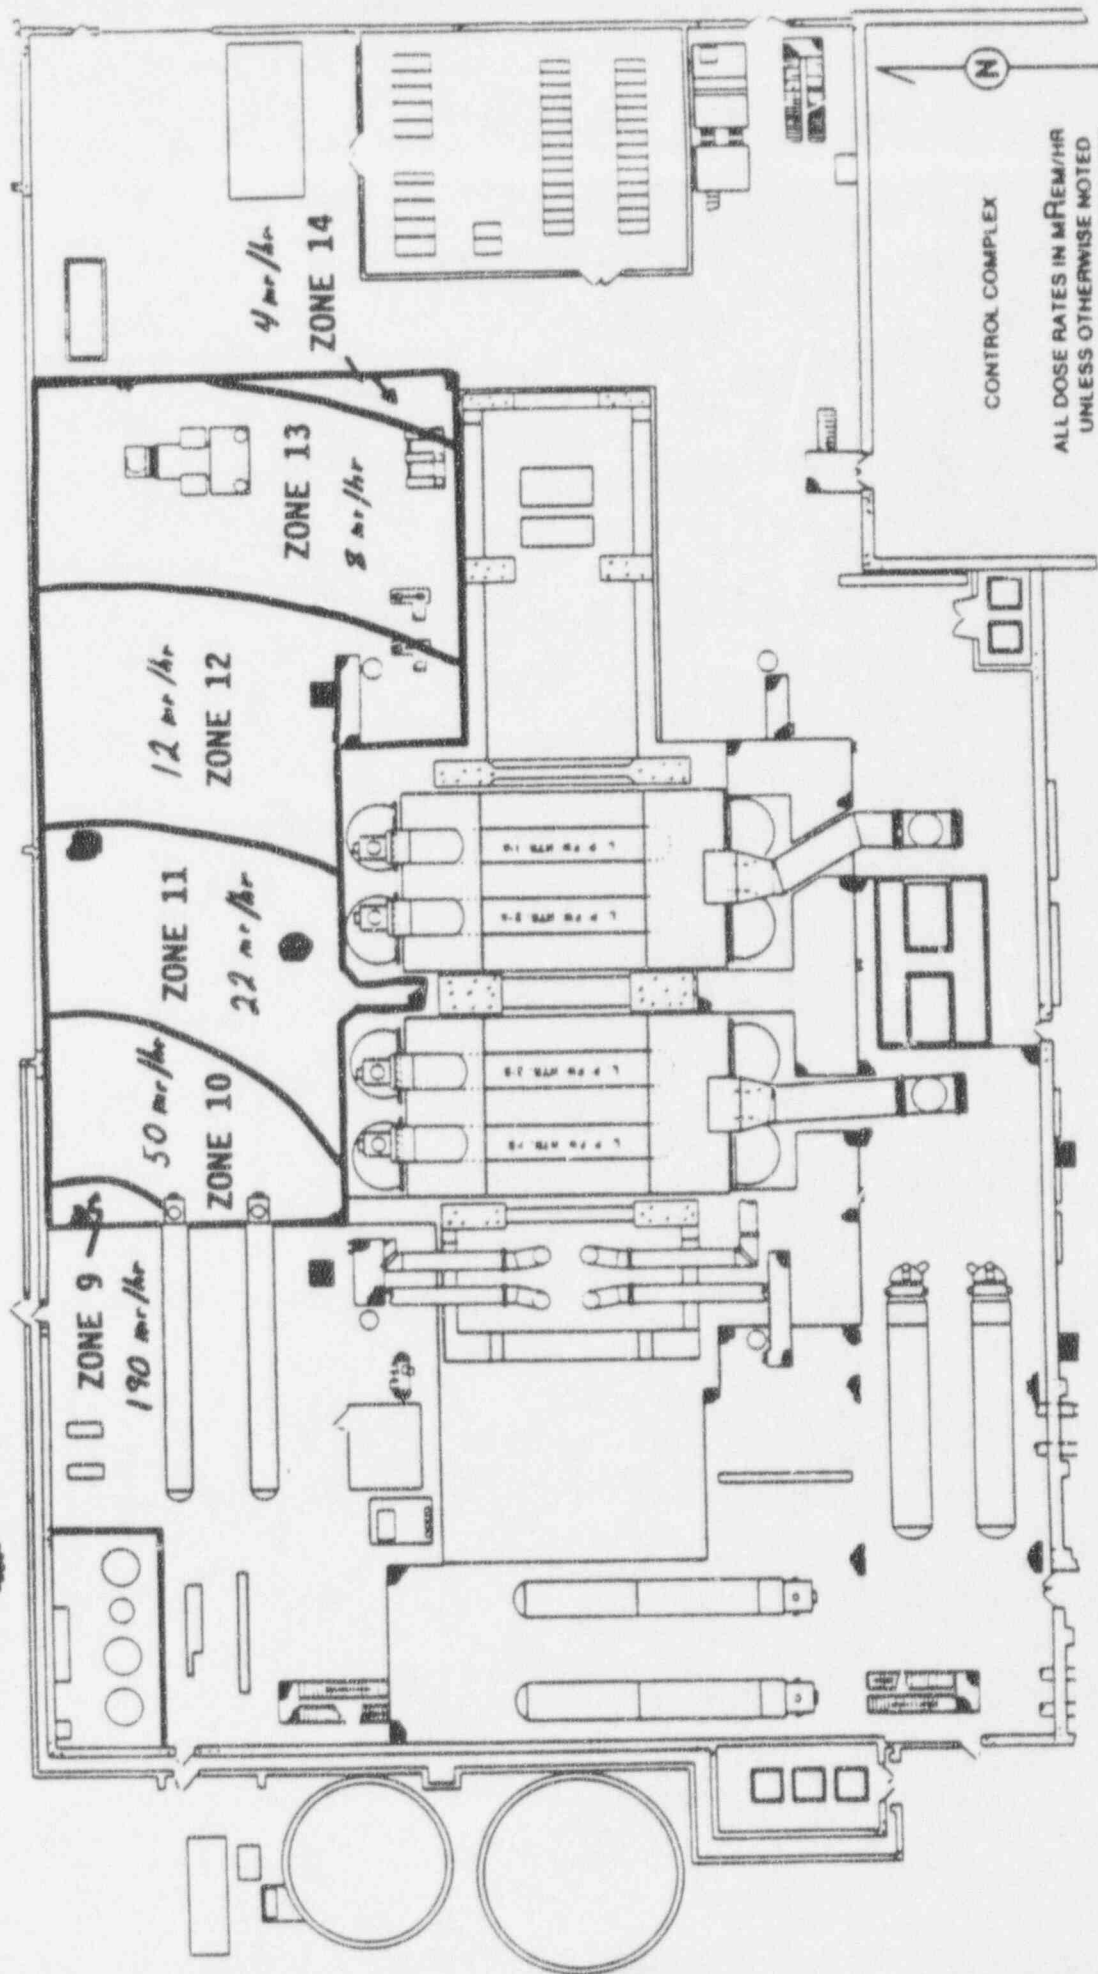 ZONE 9
190 mr/hr
50 mr/hr
ZONE 10
ZONE 11
22 mr/hr
12 mr/hr
ZONE 12
ZONE 13
8 mr/hr
4 mr/hr
ZONE 14
N
CONTROL COMPLEX
ALL DOSE RATES IN MREM/HR
UNLESS OTHERWISE NOTED